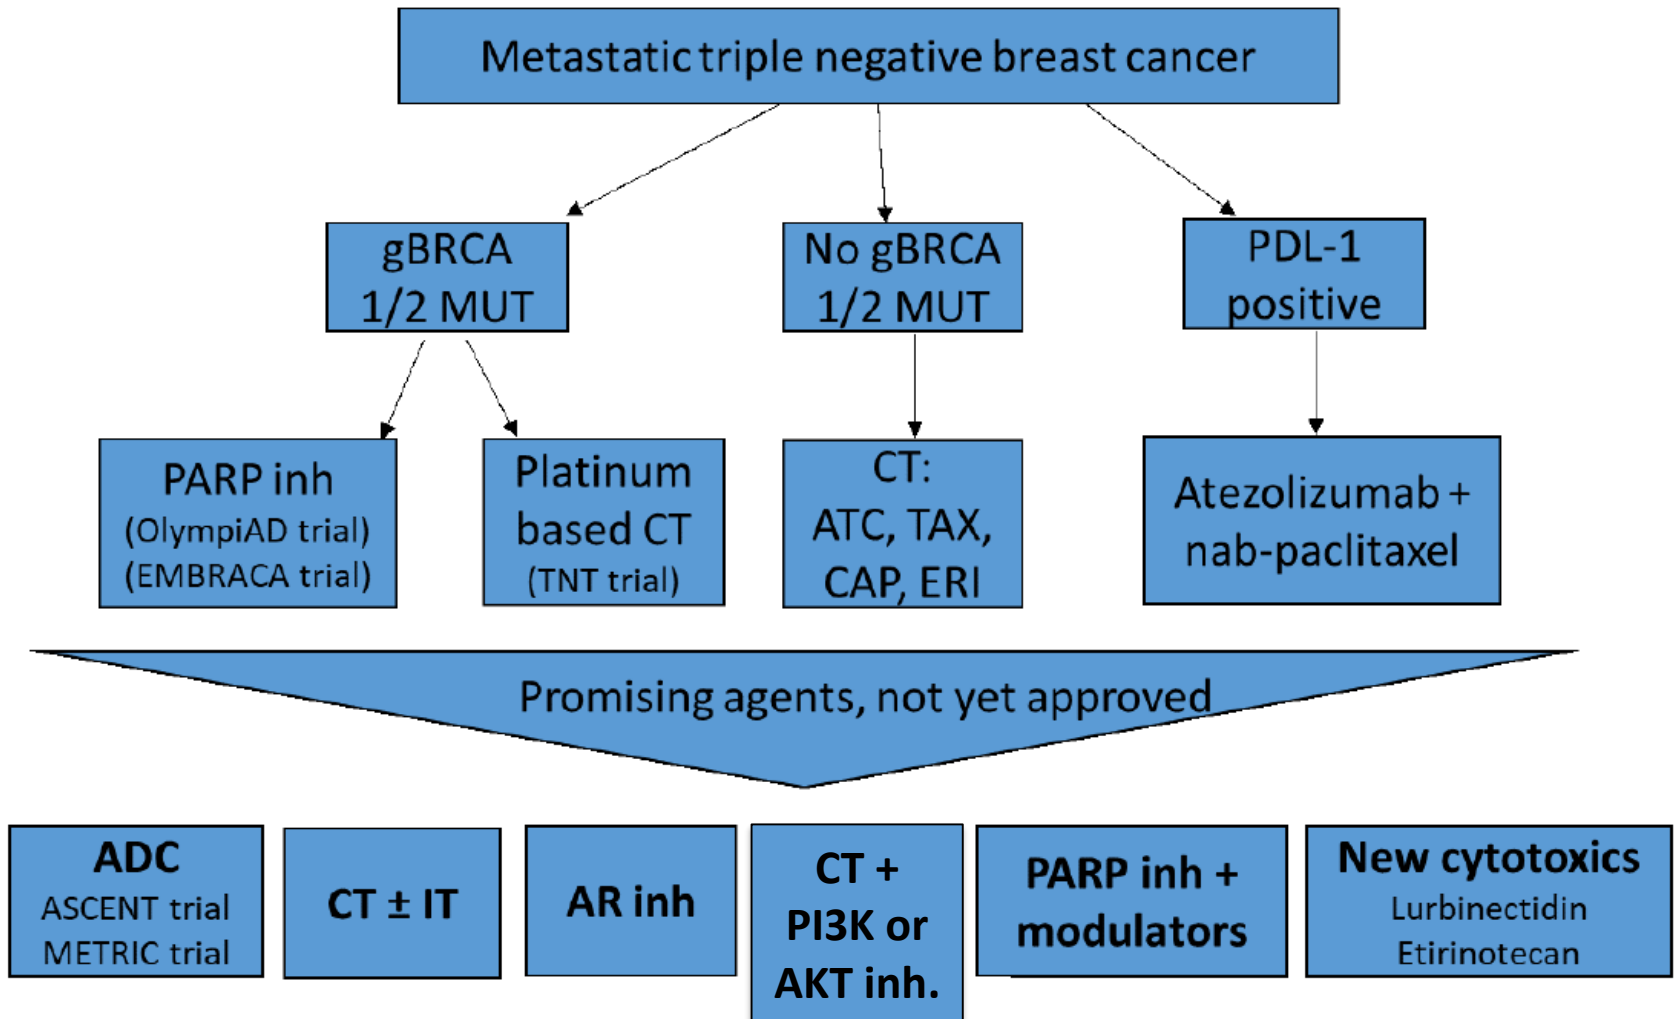 Metastatic triple negative breast cancer
gBRCA
1/2 MUT
No gBRCA
1/2 MUT
PDL-1
positive
PARP inh
(OlympiAD trial)
(EMBRACA trial)
Platinum
based CT
(TNT trial)
CT:
ATC, TAX,
CAP, ERI
Atezolizumab +
nab-paclitaxel
Promising agents, not yet approved
ADC
ASCENT trial
METRIC trial
CT ± IT
AR inh
CT +
PI3K or
AKT inh.
PARP inh +
modulators
New cytotoxics
Lurbinectidin
Etirinotecan